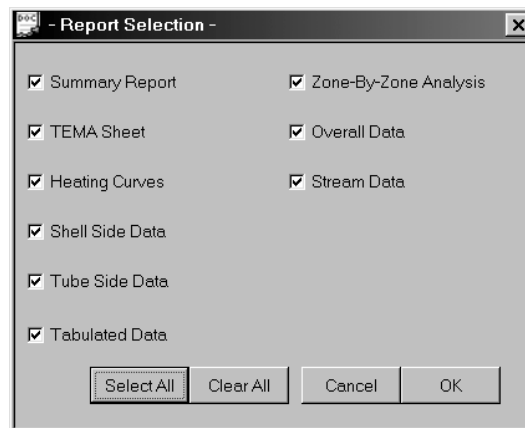 DOC
- Report Selection -
Summary Report
Zone-By-Zone Analysis
TEMA Sheet
Overall Data
Heating Curves
Stream Data
Shell Side Data
Tube Side Data
Tabulated Data
Select All
Clear All
Cancel
OK